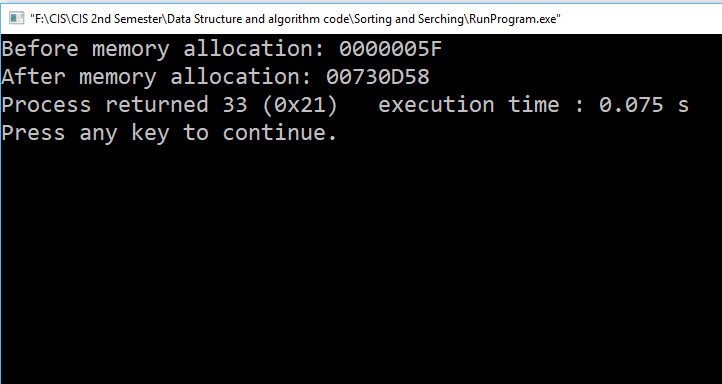 "F:\CIS\CIS 2nd Semester\Data Structure and algorithm code\Sorting and Serching\RunProgram.exe"
Before memory allocation: 0000005F
After memory allocation: 00730D58
Process returned 33 (0x21)   execution time : 0.075 s
Press any key to continue.